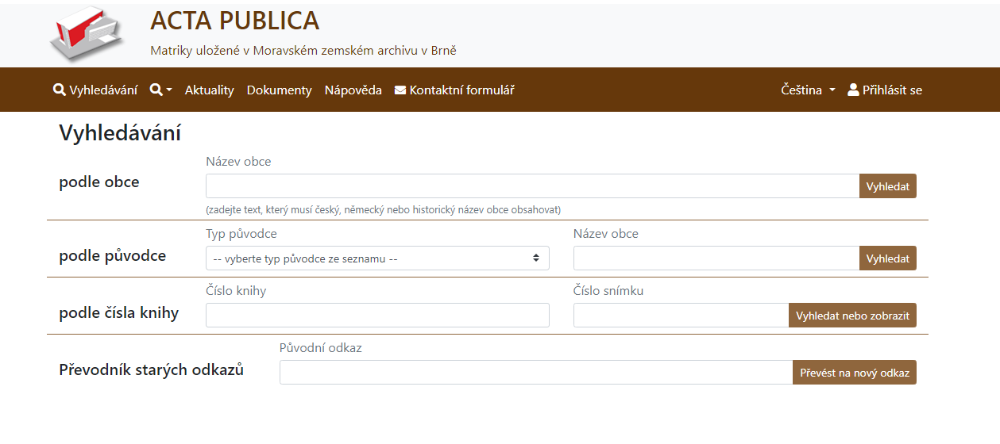 ACTA PUBLICA
Matriky uložené v Moravském zemském archivu v Brně
Vyhledávání Aktuality Dokumenty Nápověda Kontaktní formulář Čeština Přihlásit se
Vyhledávání
Název obce
podle obce Vyhledat
(zadejte text, který musí český, německý nebo historický název obce obsahovat)
Typ původce Název obce
podle původce -- vyberte typ původce ze seznamu -- Vyhledat
Číslo knihy Číslo snímku
podle čísla knihy Vyhledat nebo zobrazit
Původní odkaz
Převodník starých odkazů Převést na nový odkaz